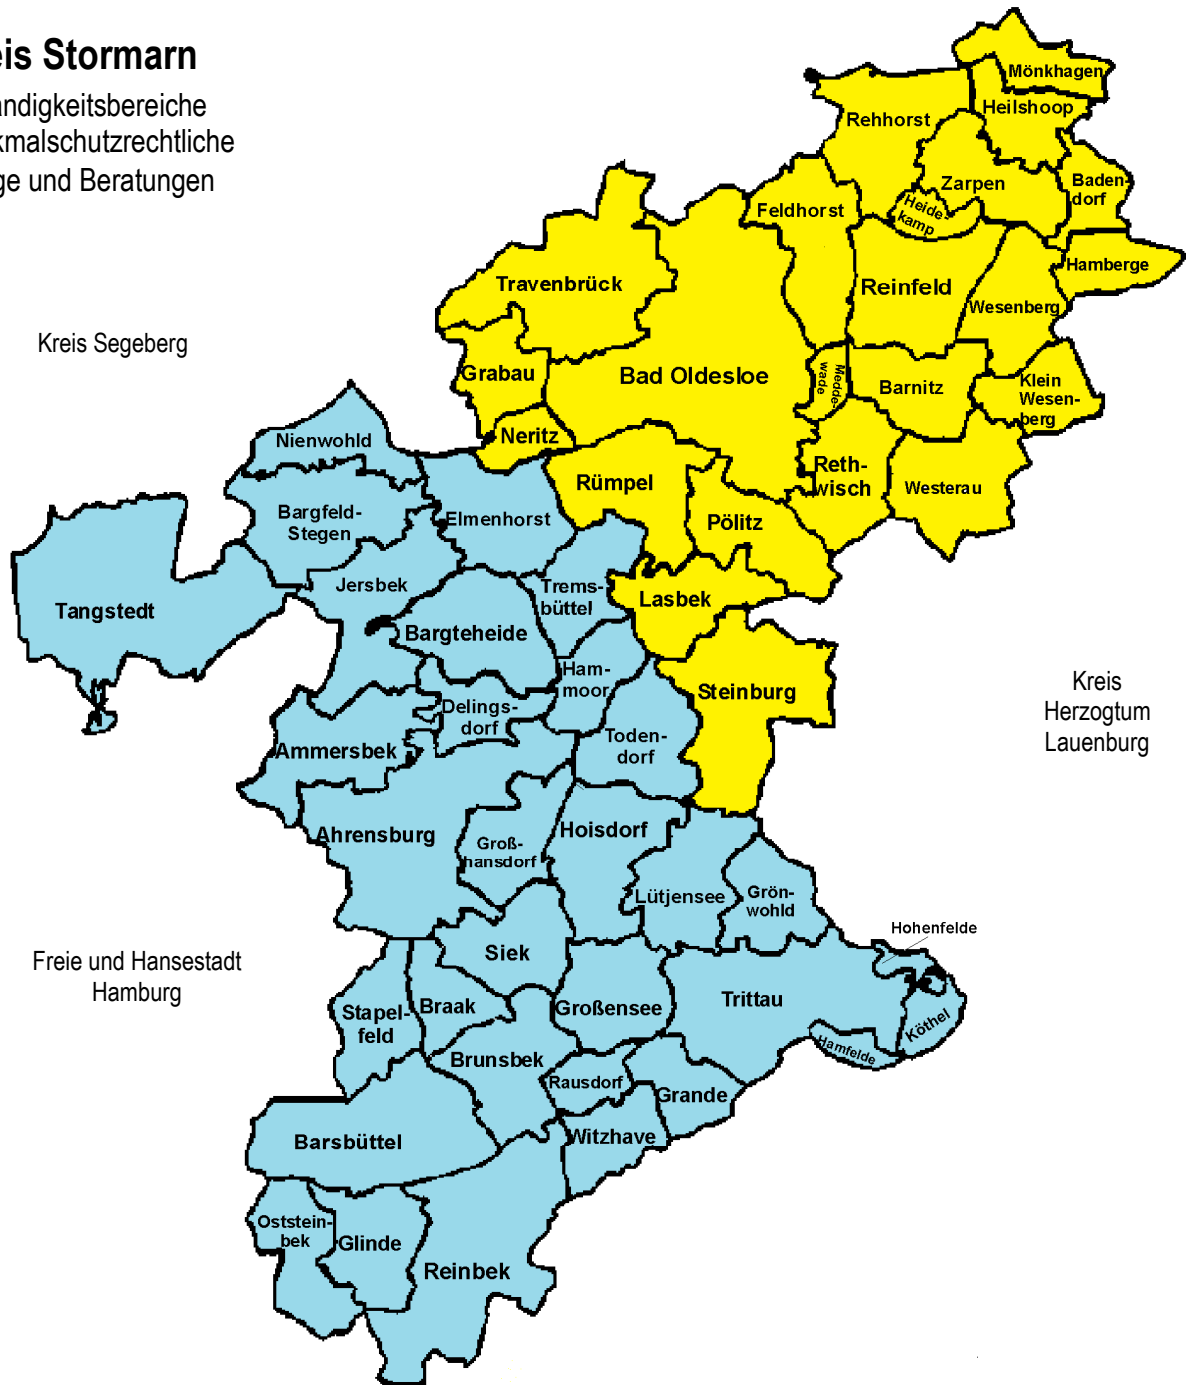 eis Stormarn
ändigkeitsbereiche
kmalschutzrechtliche
ge und Beratungen
Mönkhagen
Heilshoop
Rehhorst
Zarpen
Baden-
dorf
Heide-
kamp
Feldhorst
Hamberge
Reinfeld
Wesenberg
Travenbrück
Kreis Segeberg
Grabau
Bad Oldesloe
Medde-
wade
Barnitz
Klein
Wesen-
berg
Neritz
Nienwohld
Rümpel
Reth-
wisch
Westerau
Bargfeld-
Stegen
Elmenhorst
Pölitz
Jersbek
Trems-
büttel
Lasbek
Tangstedt
Bargteheide
Ham-
moor
Steinburg
Kreis
Herzogtum
Lauenburg
Delings-
dorf
Ammersbek
Toden-
dorf
Ahrensburg
Groß-
hansdorf
Hoisdorf
Lütjensee
Grön-
wohld
Hohenfelde
Freie und Hansestadt
Hamburg
Siek
Stapel-
feld
Braak
Großensee
Trittau
Köthel
Hamfelde
Brunsbek
Rausdorf
Grande
Barsbüttel
Witzhave
Oststein-
bek
Glinde
Reinbek